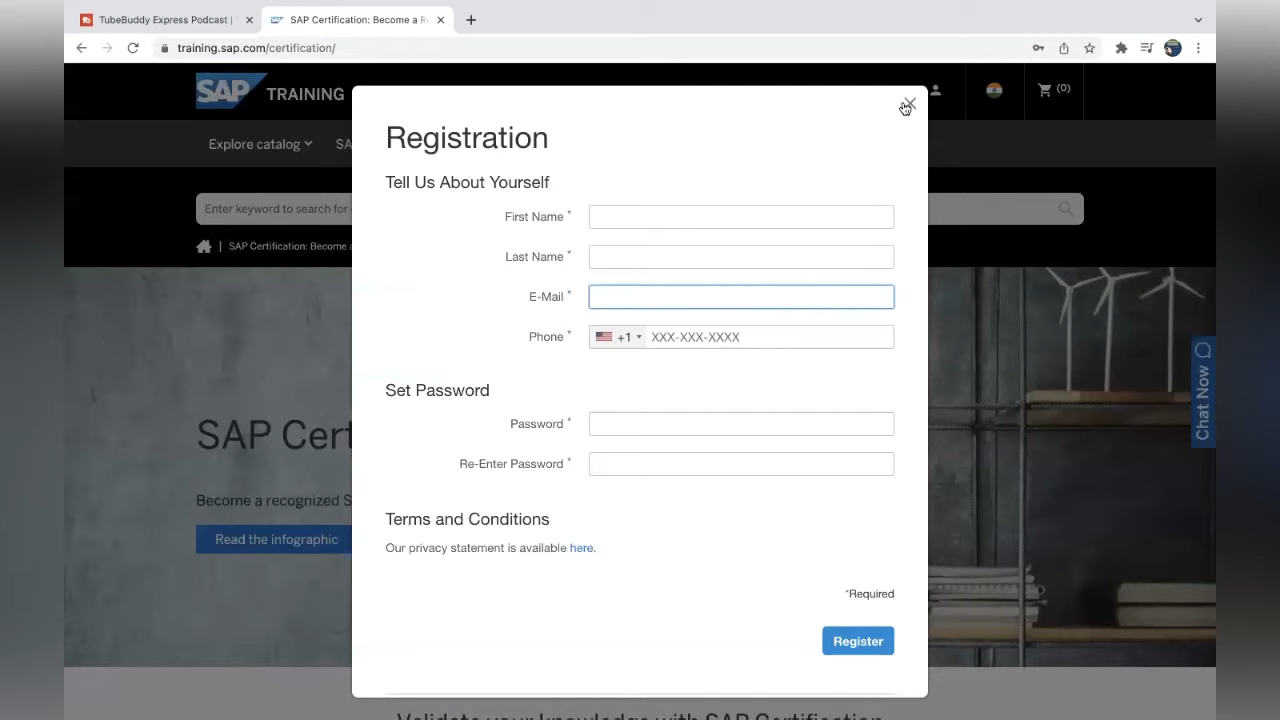 TubeBuddy Express Podcast |
SAP Certification: Become a R
training.sap.com/certification/
SAP TRAINING
(0)
Explore catalog
SA
Enter keyword to search for
SAP Certification: Become a
Registration
Tell Us About Yourself
First Name *
Last Name *
E-Mail *
Phone * +1 XXX-XXX-XXXX
Set Password
Password *
Re-Enter Password *
Terms and Conditions
Our privacy statement is available here.
*Required
Register
SAP Cert
Become a recognized S
Read the infographic
Chat Now
Validate your knowledge with SAP Certification